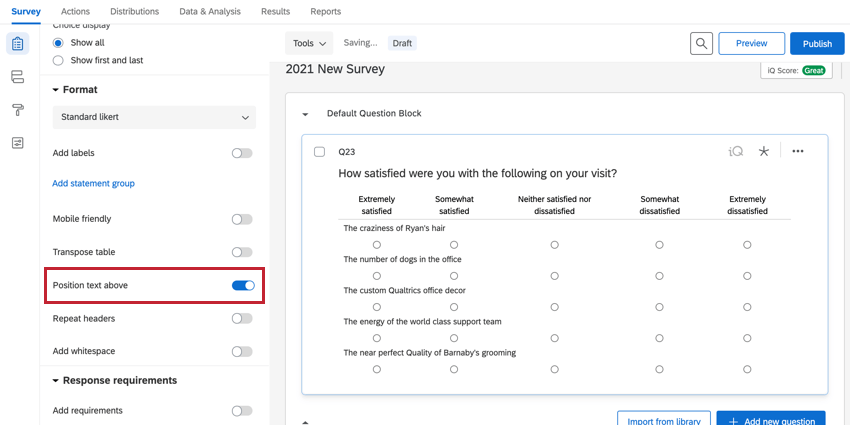 Survey Actions Distributions Data & Analysis Results Reports
Choice display
Show all
Show first and last
Format
Standard likert
Add labels
Add statement group
Mobile friendly
Transpose table
Position text above
Repeat headers
Add whitespace
Response requirements
Add requirements
Tools Saving... Draft Preview Publish
2021 New Survey iQ Score: Great
Default Question Block
Q23 iQ
How satisfied were you with the following on your visit?
Extremely Somewhat Neither satisfied nor Somewhat Extremely
satisfied satisfied dissatisfied dissatisfied dissatisfied
The craziness of Ryan's hair
The number of dogs in the office
The custom Qualtrics office decor
The energy of the world class support team
The near perfect Quality of Barnaby's grooming
Import from library Add new question